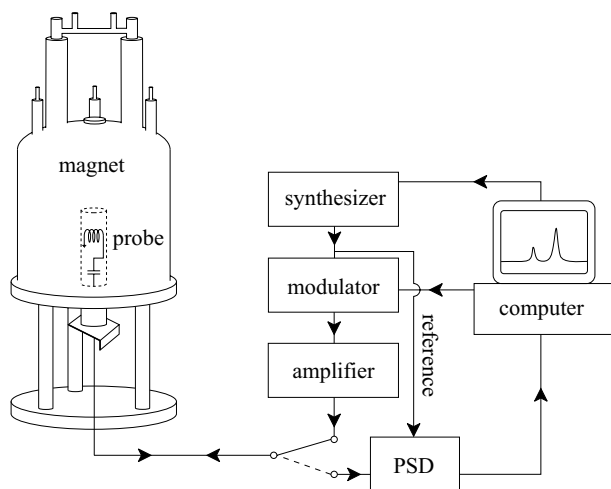 magnet
probe
synthesizer
modulator
computer
reference
amplifier
PSD